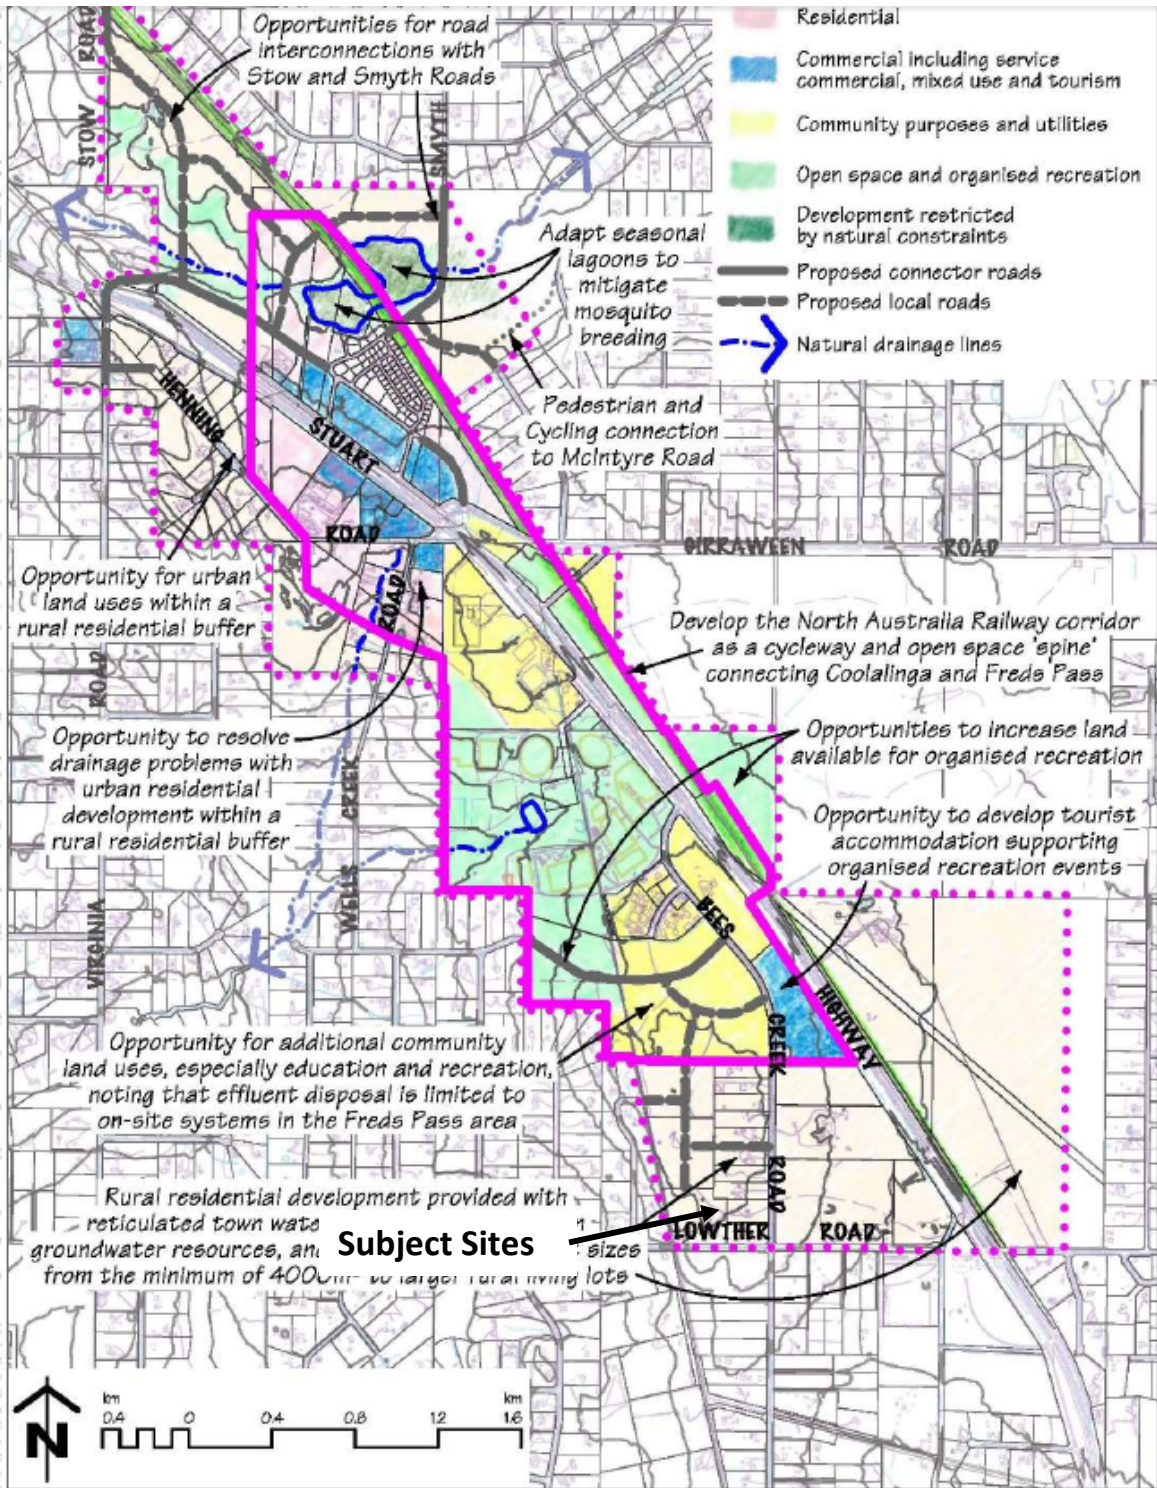 Opportunities for road
interconnections with
Stow and Smyth Roads
ROAD
STOW
SMYTH
Residential
Commercial including service
commercial, mixed use and tourism
Community purposes and utilities
Open space and organised recreation
Development restricted
by natural constraints
Proposed connector roads
Proposed local roads
Natural drainage lines
Adapt seasonal
lagoons to
mitigate
mosquito
breeding
HENNING
STUART
ROAD
Pedestrian and
Cycling connection
to McIntyre Road
GIRRAWEEN
ROAD
Opportunity for urban
land uses within a
rural residential buffer
ROAD
ROAD
Develop the North Australia Railway corridor
as a cycleway and open space 'spine'
connecting Coolalinga and Freds Pass
Opportunity to resolve
drainage problems with
urban residential
development within a
rural residential buffer
Opportunities to increase land
available for organised recreation
Opportunity to develop tourist
accommodation supporting
organised recreation events
CREEK
WELLS
VIRGINIA
BEES
HIGHWAY
CREEK
ROAD
Opportunity for additional community
land uses, especially education and recreation,
noting that effluent disposal is limited to
on-site systems in the Freds Pass area
Rural residential development provided with
reticulated town
groundwater resources,
sizes
from the minimum of to larger rural living lots
Subject Sites
LOWTHER
ROAD
N
km
km
0.4
0
0.4
0.8
1.2
1.6